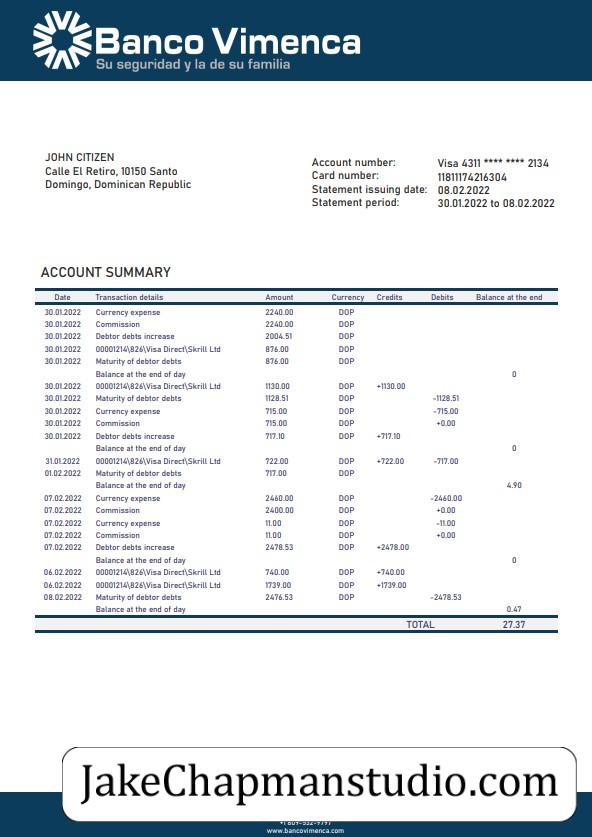 Banco Vimenca
Su seguridad y la de su familia
JOHN CITIZEN
Calle El Retiro, 10150 Santo
Domingo, Dominican Republic
Account number: Visa 4311 **** **** 2134
Card number: 11811174216304
Statement issuing date: 08.02.2022
Statement period: 30.01.2022 to 08.02.2022
ACCOUNT SUMMARY
Date Transaction details Amount Currency Credits Debits Balance at the end
30.01.2022 Currency expense 2240.00 DOP
30.01.2022 Commission 2240.00 DOP
30.01.2022 Debtor debts increase 2004.51 DOP
30.01.2022 00001214\826\Visa Direct\Skrill Ltd 876.00 DOP
30.01.2022 Maturity of debtor debts 876.00 DOP
Balance at the end of day 0
30.01.2022 00001214\826\Visa Direct\Skrill Ltd 1130.00 DOP +1130.00
30.01.2022 Maturity of debtor debts 1128.51 DOP -1128.51
30.01.2022 Currency expense 715.00 DOP -715.00
30.01.2022 Commission 715.00 DOP +0.00
30.01.2022 Debtor debts increase 717.10 DOP +717.10
Balance at the end of day 0
31.01.2022 00001214\826\Visa Direct\Skrill Ltd 722.00 DOP +722.00 -717.00
01.02.2022 Maturity of debtor debts 717.00 DOP
Balance at the end of day 4.90
07.02.2022 Currency expense 2460.00 DOP -2460.00
07.02.2022 Commission 2400.00 DOP +0.00
07.02.2022 Currency expense 11.00 DOP -11.00
07.02.2022 Commission 11.00 DOP +0.00
07.02.2022 Debtor debts increase 2478.53 DOP +2478.00
Balance at the end of day 0
06.02.2022 00001214\826\Visa Direct\Skrill Ltd 740.00 DOP +740.00
06.02.2022 00001214\826\Visa Direct\Skrill Ltd 1739.00 DOP +1739.00
08.02.2022 Maturity of debtor debts 2476.53 DOP -2478.53
Balance at the end of day 0.47
TOTAL 27.37
JakeChapmanstudio.com
www.bancovimenca.com